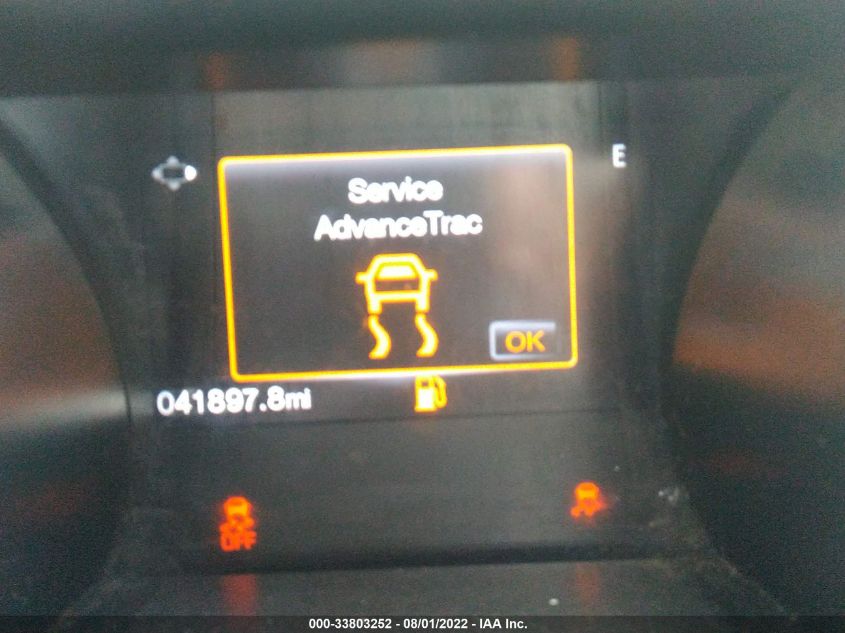 E
Service
AdvanceTrac
OK
041897.8mi
OFF
000-33803252 - 08/01/2022 - IAA Inc.